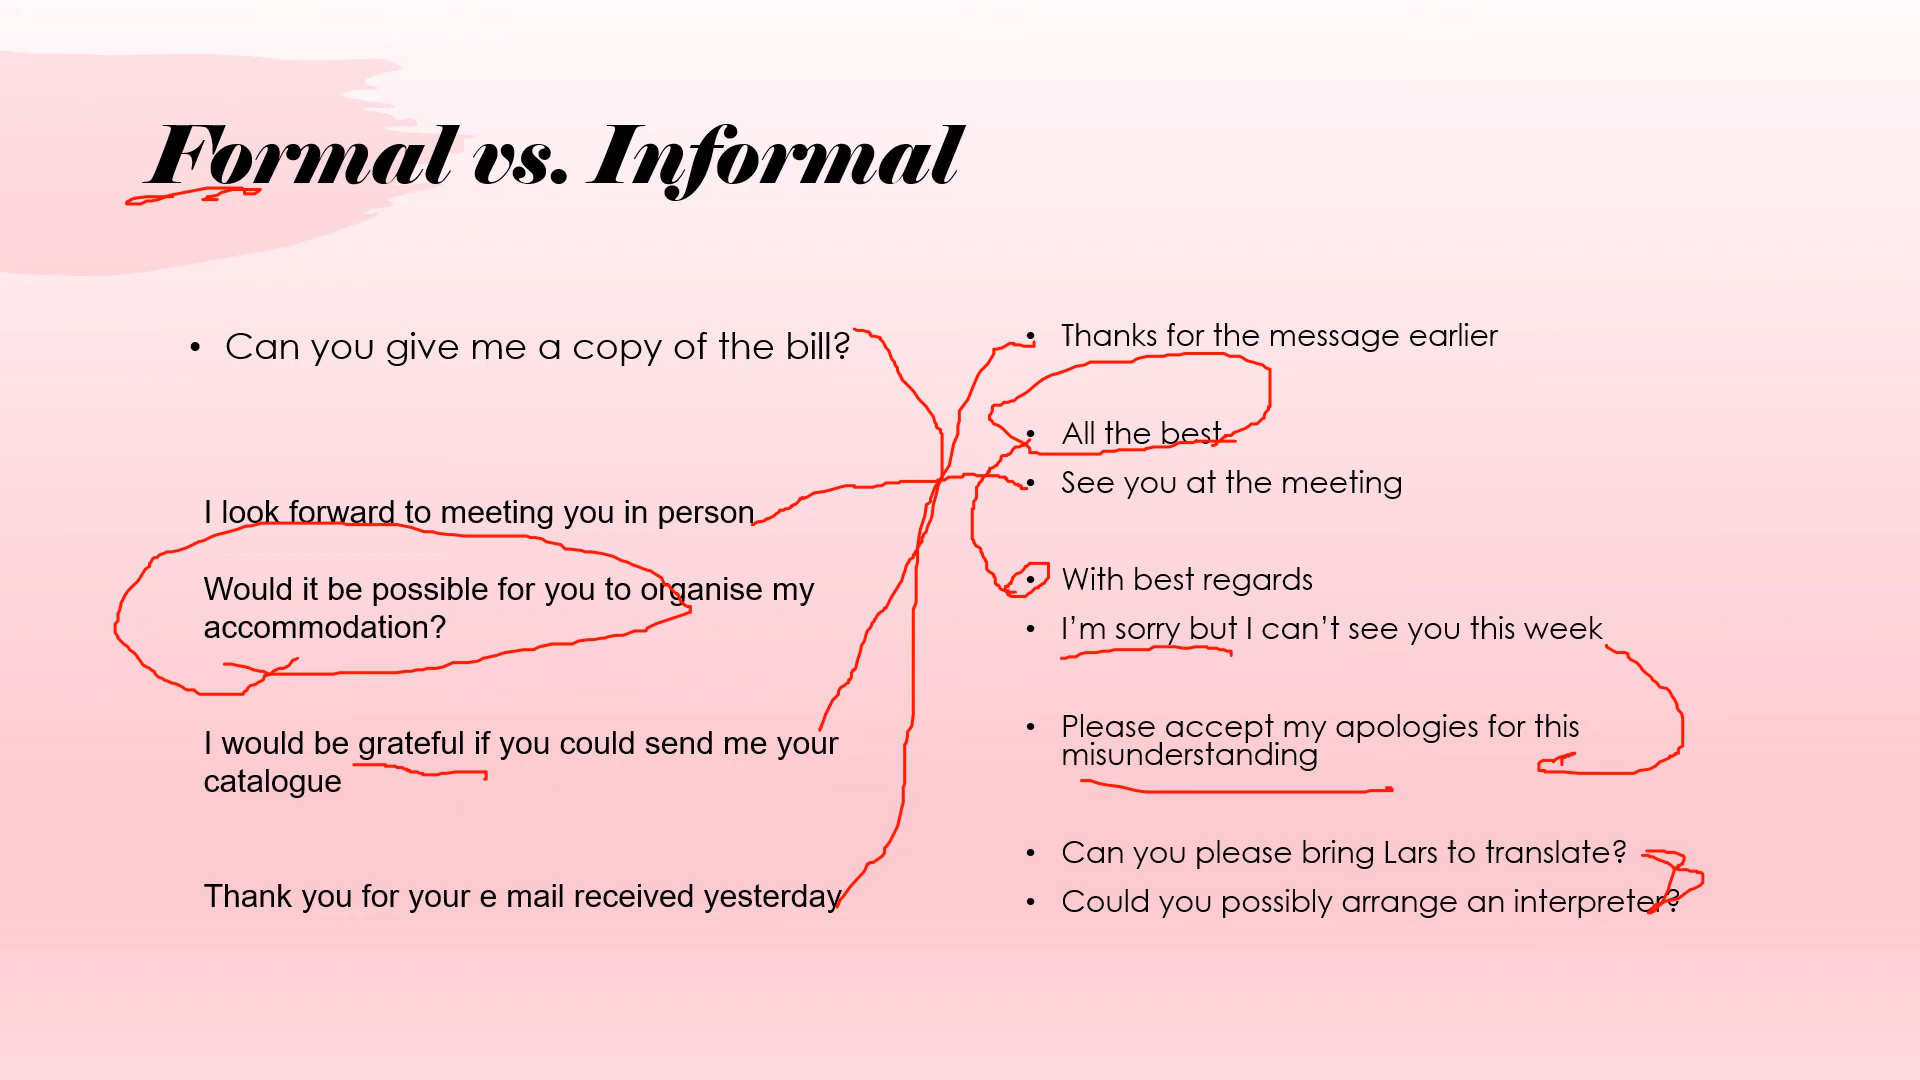 Formal vs. Informal
• Can you give me a copy of the bill?
I look forward to meeting you in person
Would it be possible for you to organise my
accommodation?
I would be grateful if you could send me your
catalogue
Thank you for your e mail received yesterday
• Thanks for the message earlier
• All the best
• See you at the meeting
• With best regards
• I’m sorry but I can’t see you this week
• Please accept my apologies for this
misunderstanding
• Can you please bring Lars to translate?
• Could you possibly arrange an interpreter?